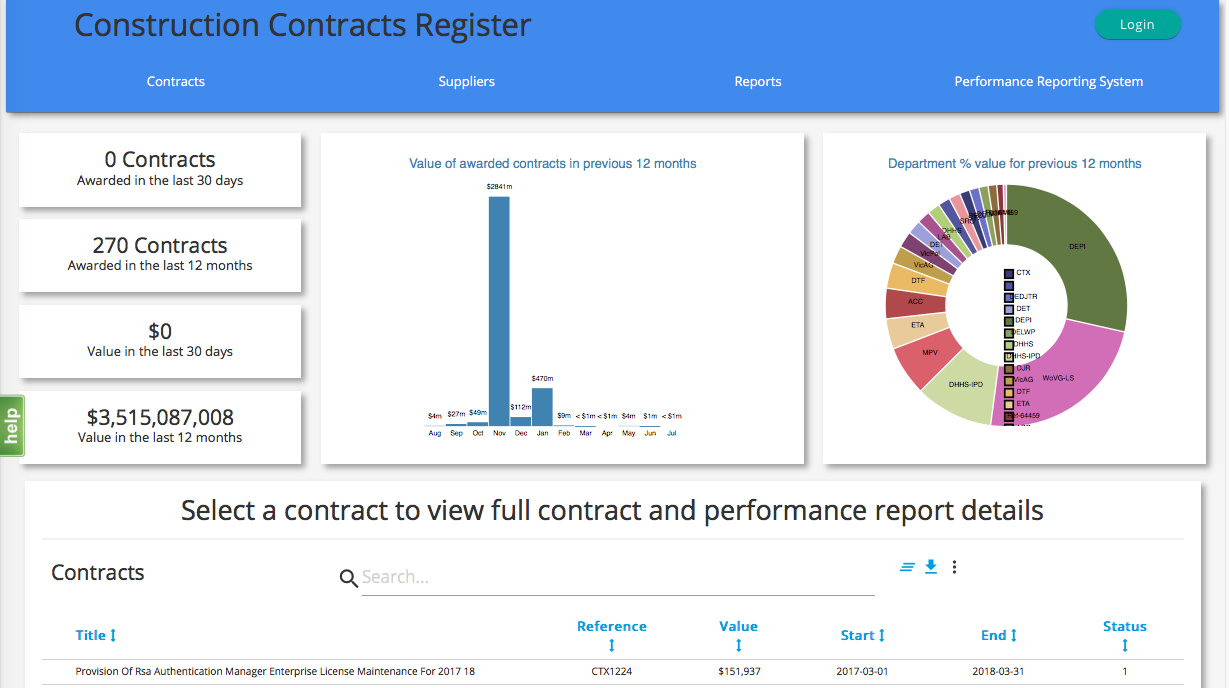 Construction Contracts Register
Login
Contracts
Suppliers
Reports
Performance Reporting System
0 Contracts
Awarded in the last 30 days
270 Contracts
Awarded in the last 12 months
$0
Value in the last 30 days
$3,515,087,008
Value in the last 12 months
help
Value of awarded contracts in previous 12 months
$2841m
$470m
$112m
$4m $27m $49m $9m < $1m < $1m $4m $1m < $1m
Aug Sep Oct Nov Dec Jan Feb Mar Apr May Jun Jul
Department % value for previous 12 months
DEPI
WoVG-LS
DHHS-IPD
MPV
ETA
ACC
DTF
VicAG
VicPol
DET
LAB
DHHS
CTX
DEDJTR
DET
DEPI
DELWP
DHHS
DHHS-IPD
DJR
VicAG
DTF
ETA
Select a contract to view full contract and performance report details
Contracts
Search...
Title
Reference
Value
Start
End
Status
Provision Of Rsa Authentication Manager Enterprise License Maintenance For 2017 18
CTX1224
$151,937
2017-03-01
2018-03-31
1